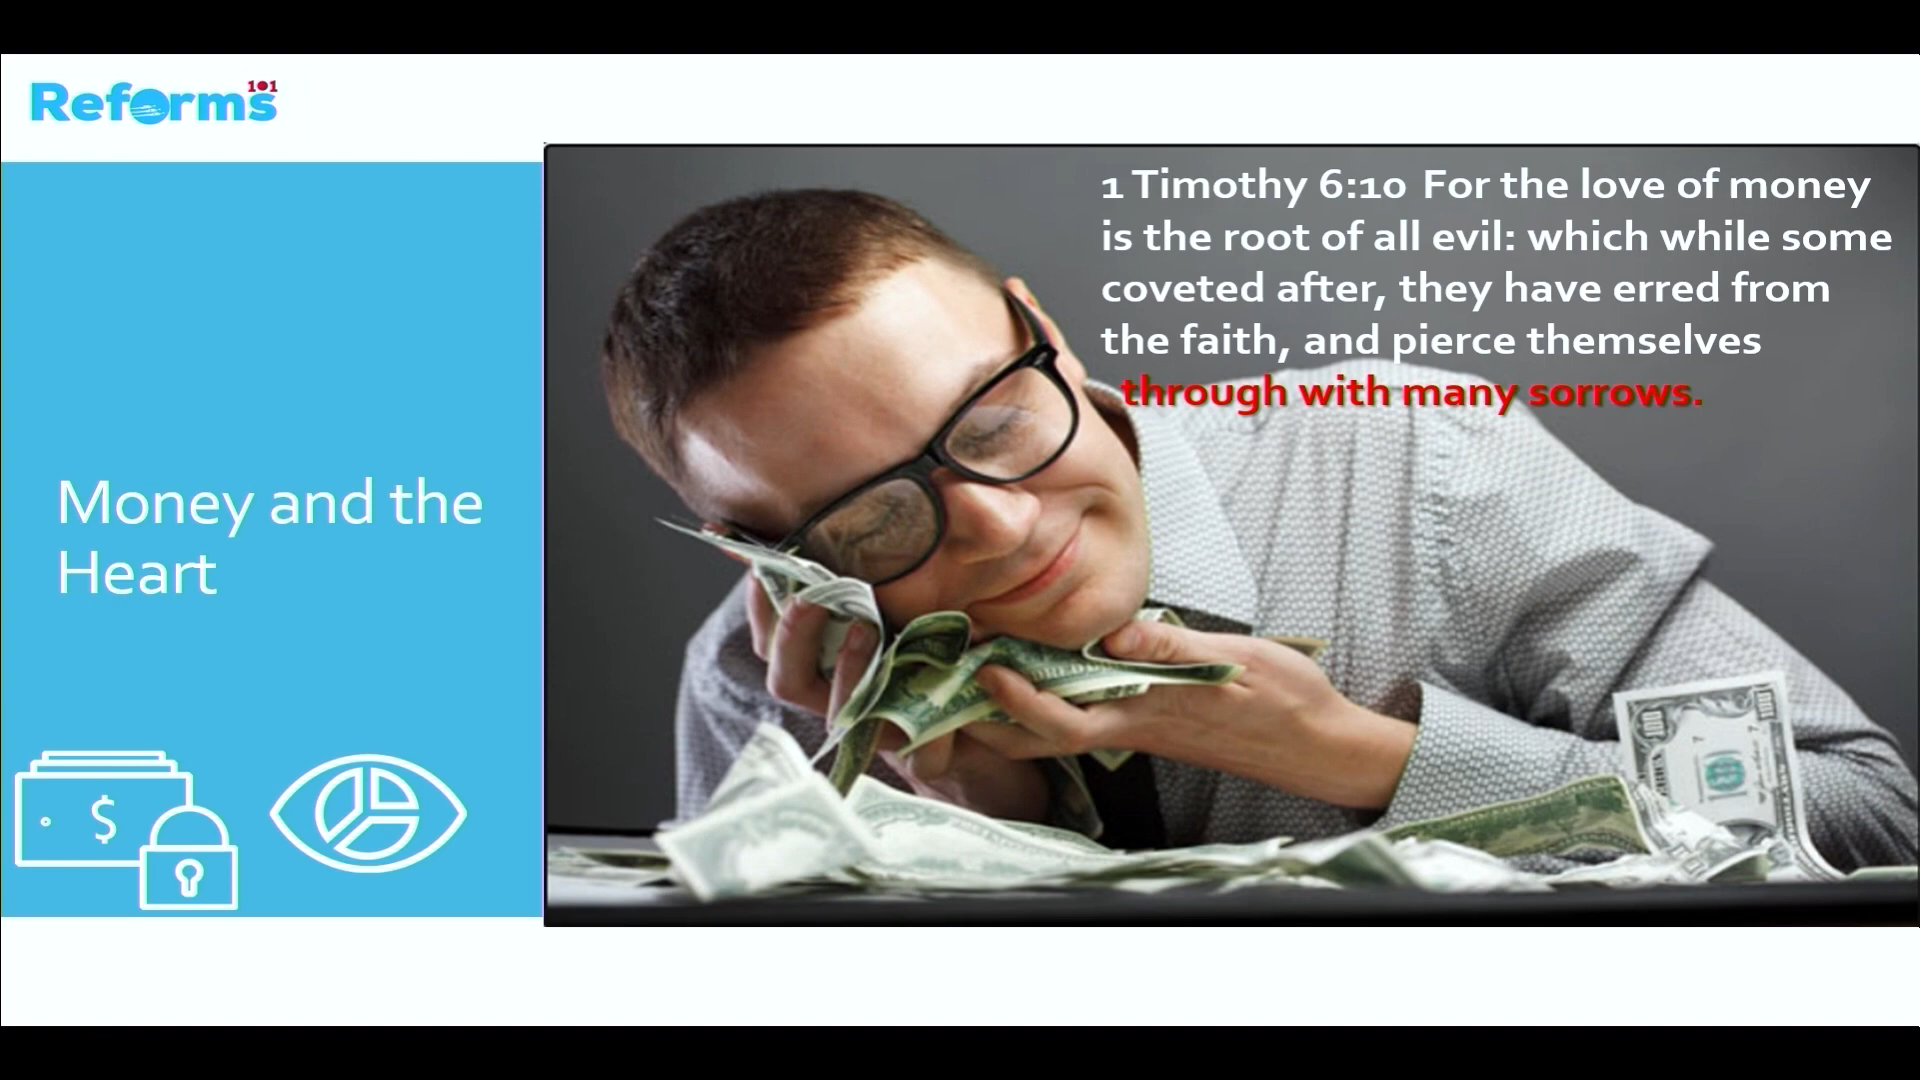 Reforms 101
1 Timothy 6:10 For the love of money
is the root of all evil: which while some
coveted after, they have erred from
the faith, and pierce themselves
through with many sorrows.
Money and the
Heart
$
100